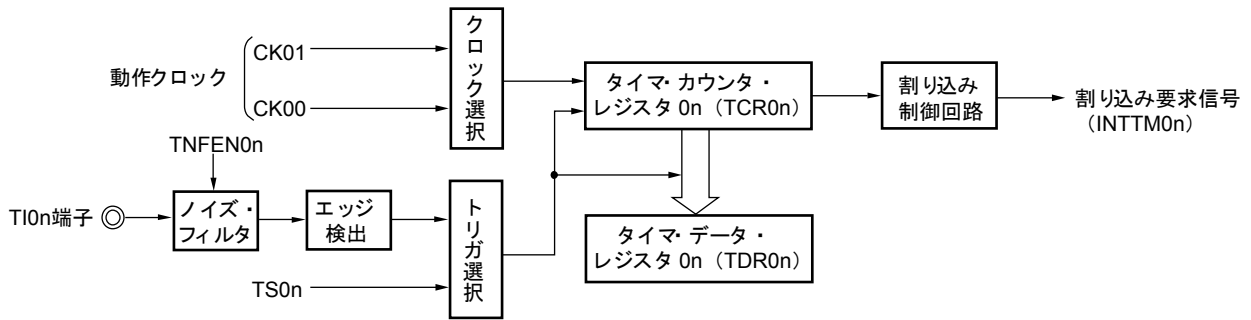 動作クロック
CK01
CK00
クロック選択
タイマ・カウンタ・
レジスタ 0n（TCR0n）
割り込み
制御回路
割り込み要求信号
（INTTM0n）
TNFEN0n
TI0n端子
ノイズ・
フィルタ
エッジ
検出
トリガ選択
TS0n
タイマ・データ・
レジスタ 0n（TDR0n）